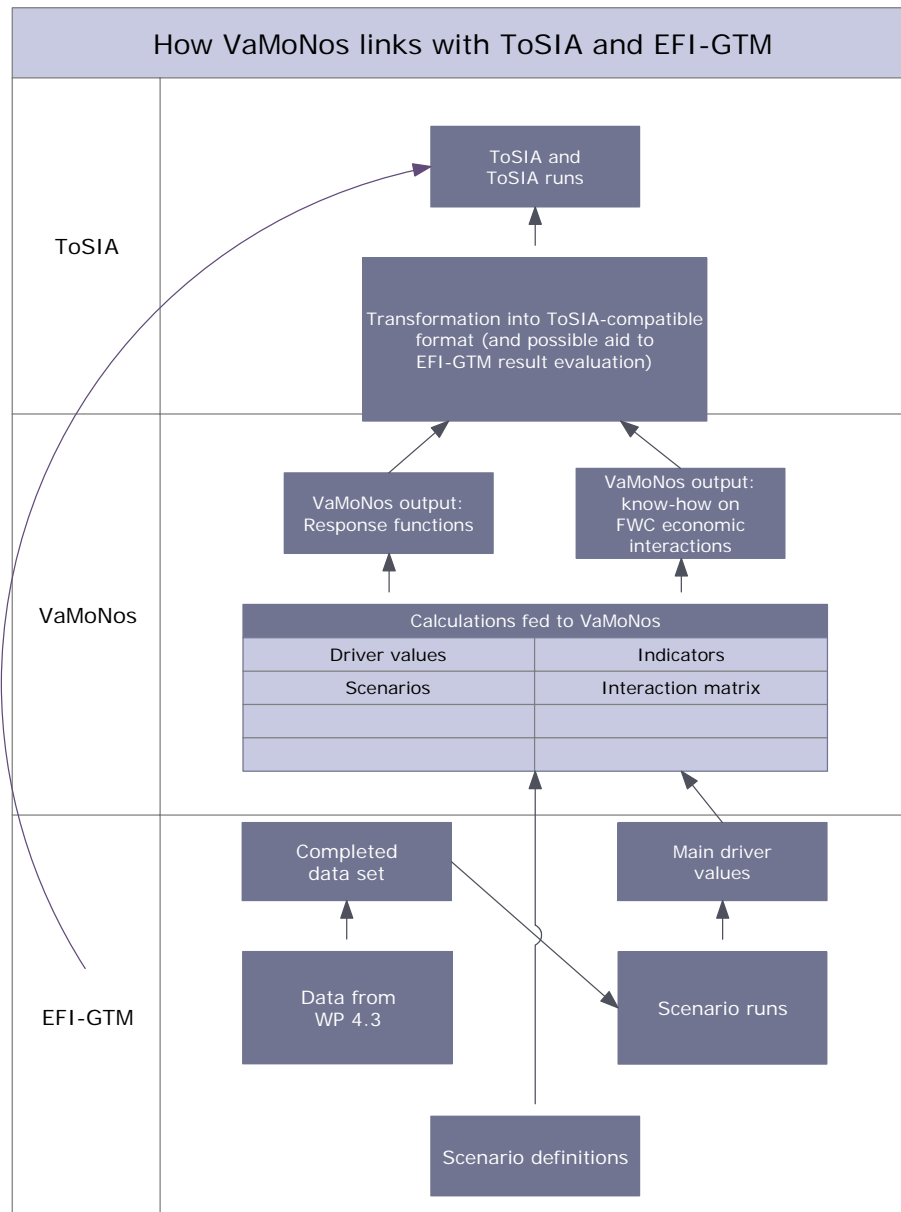 How VaMoNos links with ToSIA and EFI-GTM
ToSIA
ToSIA and
ToSIA runs
Transformation into ToSIA-compatible
format (and possible aid to
EFI-GTM result evaluation)
VaMoNos
VaMoNos output:
Response functions
VaMoNos output:
know-how on
FWC economic
interactions
Calculations fed to VaMoNos
Driver values
Indicators
Scenarios
Interaction matrix
EFI-GTM
Completed
data set
Main driver
values
Data from
WP 4.3
Scenario runs
Scenario definitions